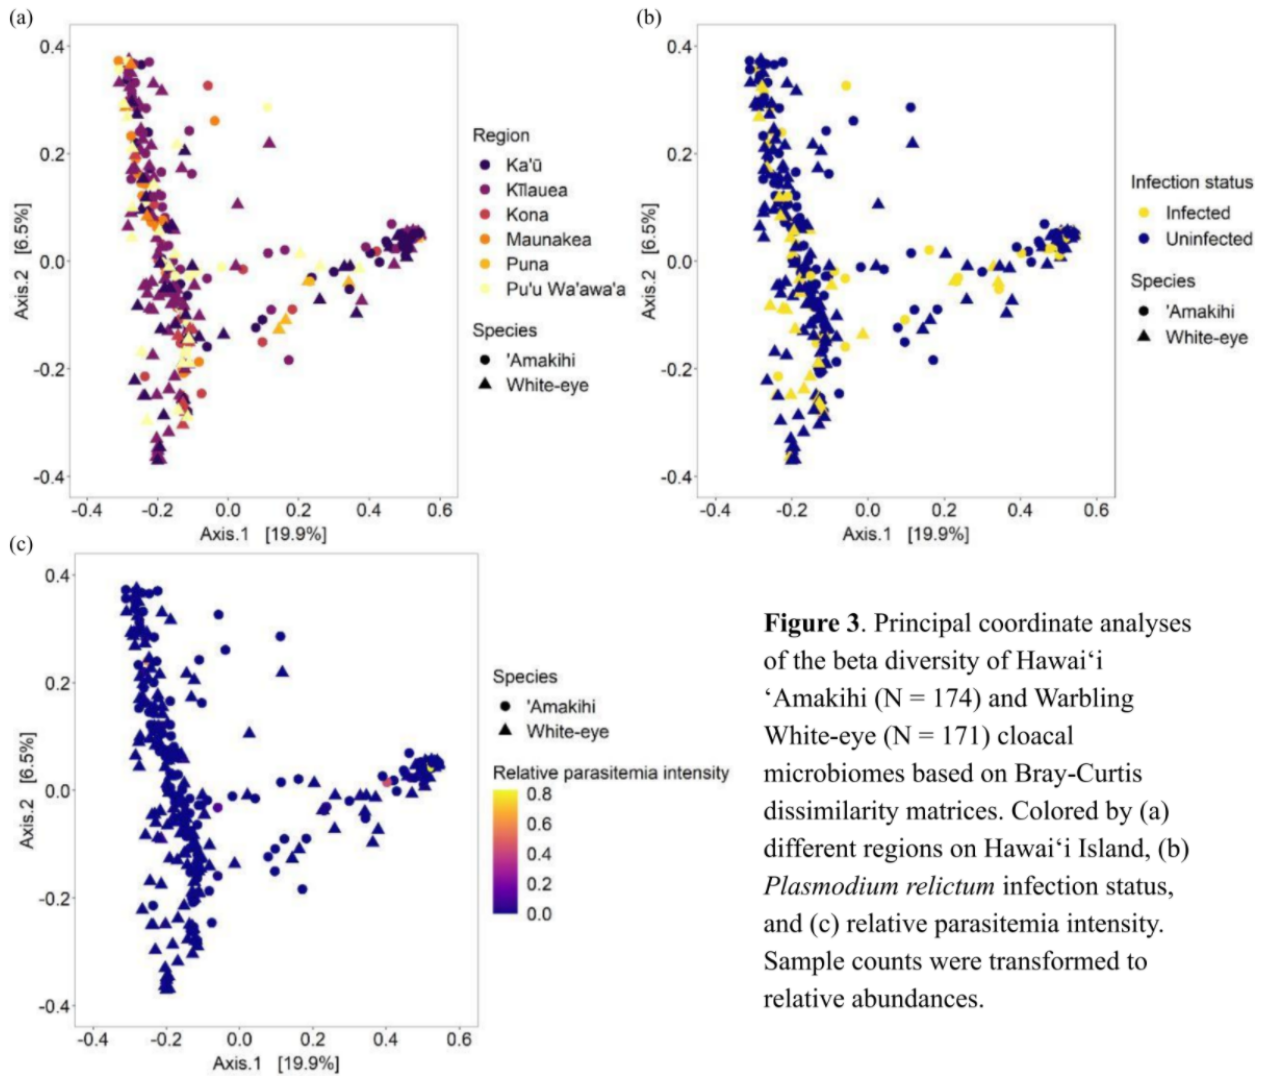 (a)
0.4
0.2
0.0
-0.2
-0.4
Axis.2 [6.5%]
-0.4 -0.2 0.0 0.2 0.4 0.6
Axis.1 [19.9%]
Region
Ka'ū
Kīlauea
Kona
Maunakea
Puna
Pu'u Wa'awa'a
Species
'Amakihi
White-eye
(b)
0.4
0.2
0.0
-0.2
-0.4
Axis.2 [6.5%]
-0.4 -0.2 0.0 0.2 0.4 0.6
Axis.1 [19.9%]
Infection status
Infected
Uninfected
Species
'Amakihi
White-eye
(c)
0.4
0.2
0.0
-0.2
-0.4
Axis.2 [6.5%]
-0.4 -0.2 0.0 0.2 0.4 0.6
Axis.1 [19.9%]
Species
'Amakihi
White-eye
Relative parasitemia intensity
0.8
0.6
0.4
0.2
0.0
Figure 3. Principal coordinate analyses
of the beta diversity of Hawai‘i
‘Amakihi (N = 174) and Warbling
White-eye (N = 171) cloacal
microbiomes based on Bray-Curtis
dissimilarity matrices. Colored by (a)
different regions on Hawai‘i Island, (b)
Plasmodium relictum infection status,
and (c) relative parasitemia intensity.
Sample counts were transformed to
relative abundances.